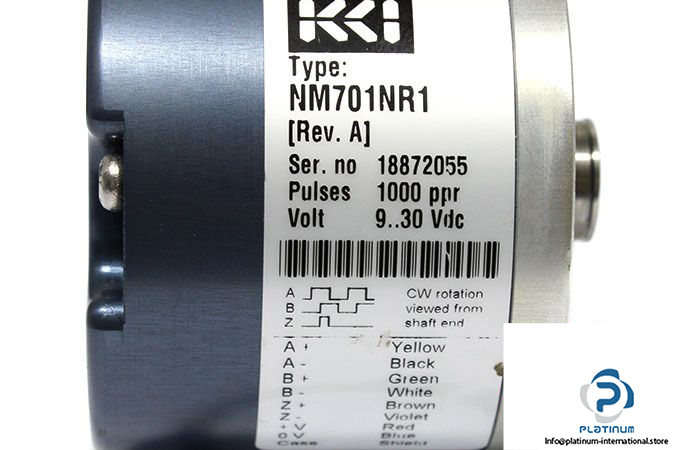 Type:
NM701NR1
[Rev. A]
Ser. no 18872055
Pulses 1000 ppr
Volt 9..30 Vdc
A CW rotation
B viewed from
Z shaft end
A + Yellow
A - Black
B + Green
B - White
Z + Brown
Z - Violet
+ V Red
0 V Blue
Case Shield
PLATINUM
info@platinum-international.store